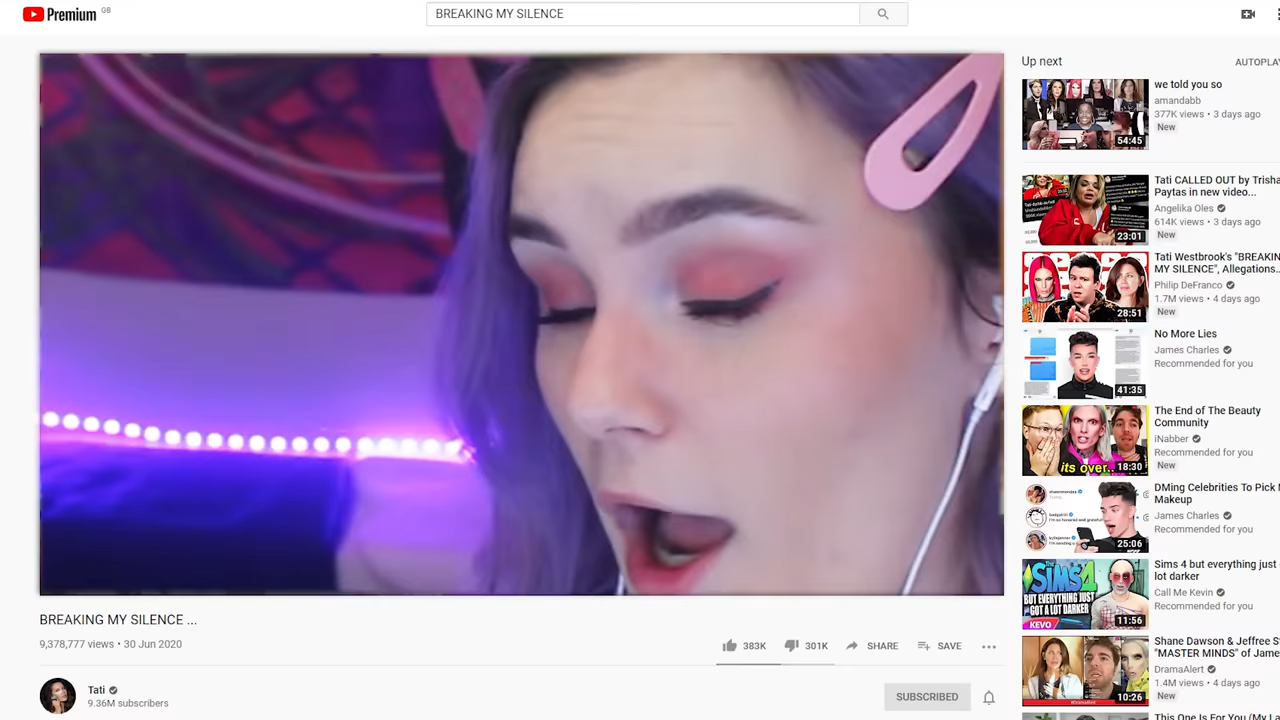 Premium GB
BREAKING MY SILENCE
BREAKING MY SILENCE ...
9,378,777 views • 30 Jun 2020
383K
301K
SHARE
SAVE
Tati
9.36M subscribers
SUBSCRIBED
Up next
AUTOPLAY
54:45
we told you so
amandabb
377K views • 3 days ago
New
23:01
Tati CALLED OUT by Trisha
Paytas in new video...
Angelika Oles
614K views • 3 days ago
New
28:51
Tati Westbrook's "BREAKIN
MY SILENCE", Allegations...
Philip DeFranco
1.7M views • 4 days ago
New
41:35
No More Lies
James Charles
Recommended for you
its over..
18:30
The End of The Beauty
Community
iNabber
Recommended for you
New
25:06
DMing Celebrities To Pick M
Makeup
James Charles
Recommended for you
The SIMS 4
BUT EVERYTHING JUST
GOT A LOT DARKER
KEVO
11:56
Sims 4 but everything just
lot darker
Call Me Kevin
Recommended for you
10:26
Shane Dawson & Jeffree S
"MASTER MINDS" of Jame
DramaAlert
1.4M views • 4 days ago
New
This One Is For You (My